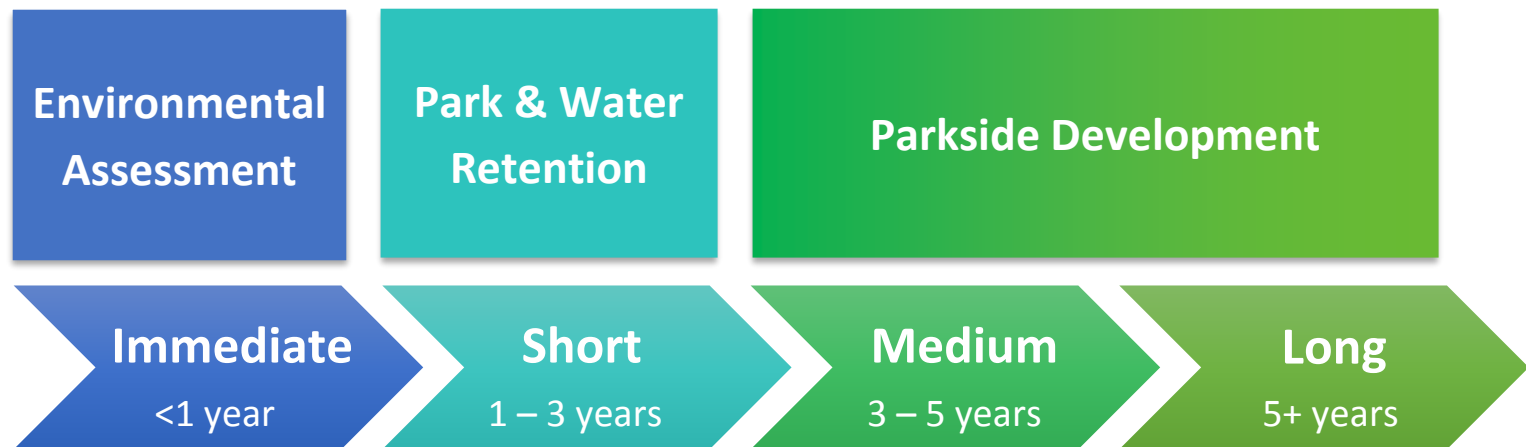 Environmental
Assessment
Park & Water
Retention
Parkside Development
Immediate
<1 year
Short
1 – 3 years
Medium
3 – 5 years
Long
5+ years